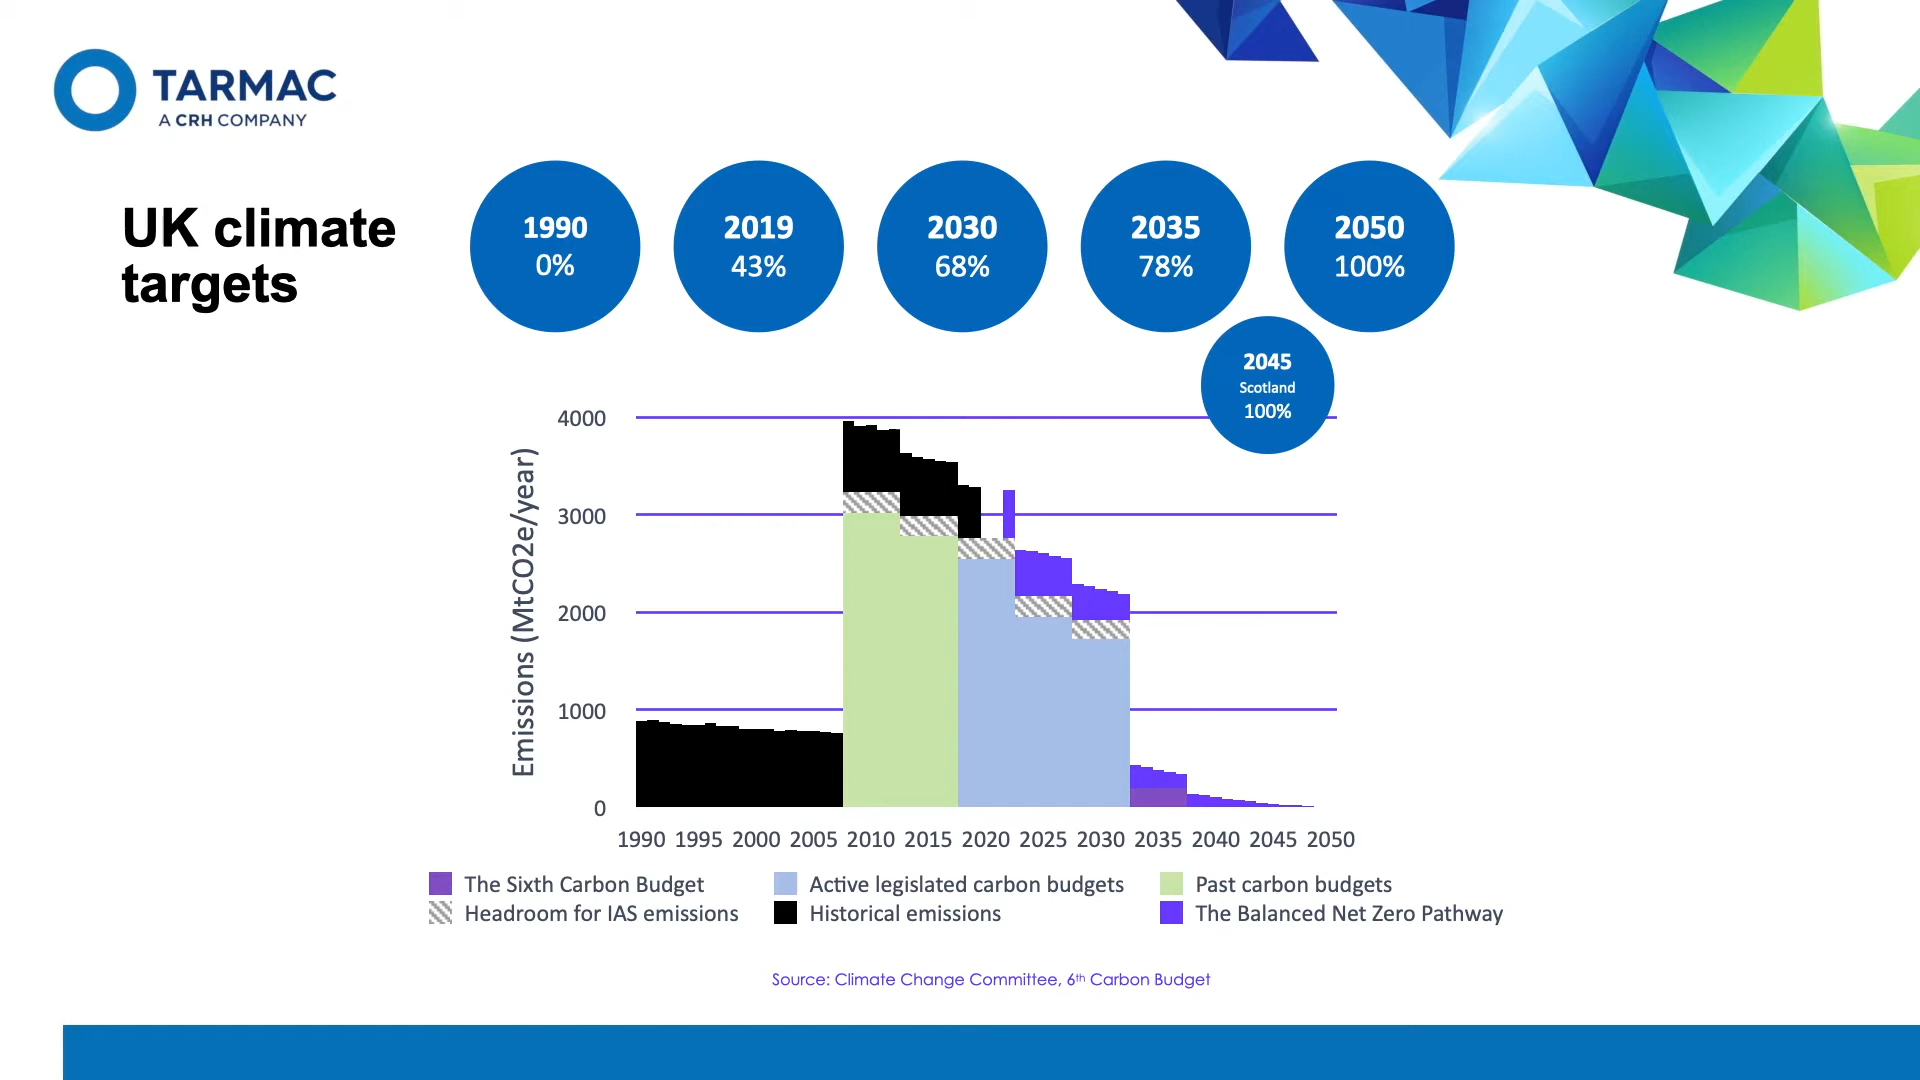 TARMAC
A CRH COMPANY
UK climate
targets
1990
0%
2019
43%
2030
68%
2035
78%
2050
100%
2045
Scotland
100%
Emissions (MtCO2e/year)
4000
3000
2000
1000
0
1990 1995 2000 2005 2010 2015 2020 2025 2030 2035 2040 2045 2050
The Sixth Carbon Budget
Active legislated carbon budgets
Past carbon budgets
Headroom for IAS emissions
Historical emissions
The Balanced Net Zero Pathway
Source: Climate Change Committee, 6th Carbon Budget